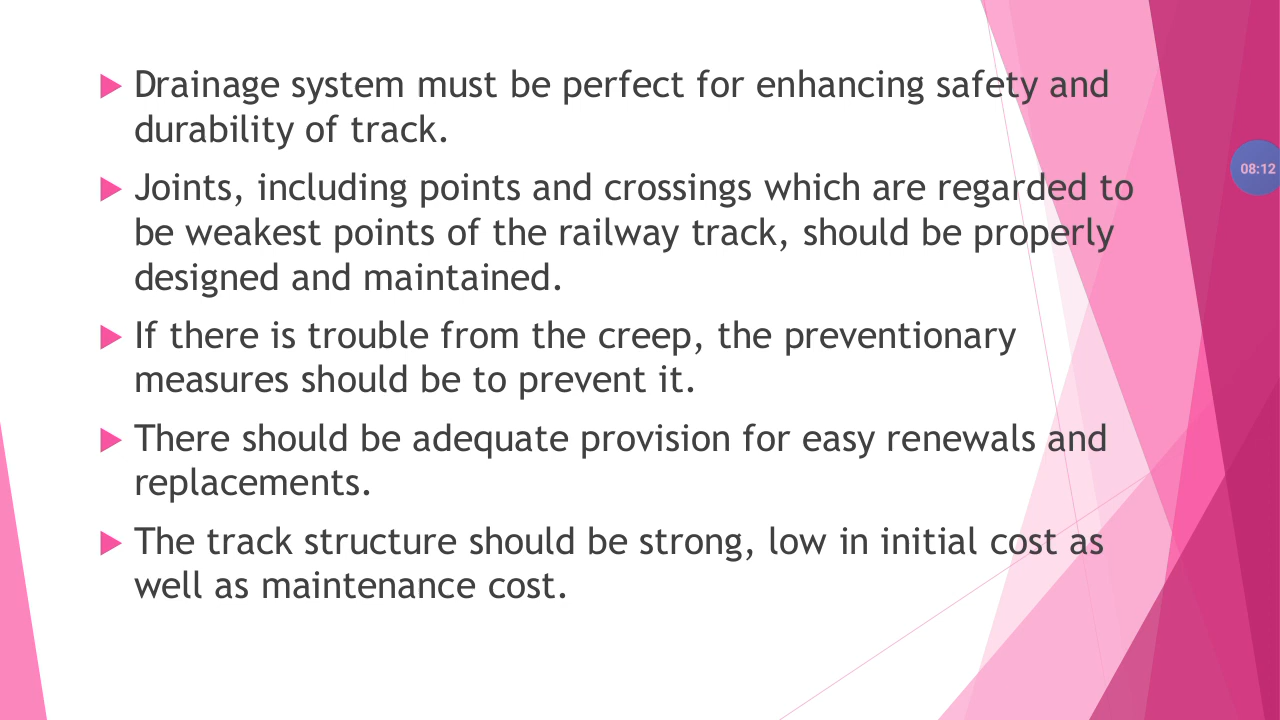 Drainage system must be perfect for enhancing safety and
durability of track.
Joints, including points and crossings which are regarded to
be weakest points of the railway track, should be properly
designed and maintained.
If there is trouble from the creep, the preventionary
measures should be to prevent it.
There should be adequate provision for easy renewals and
replacements.
The track structure should be strong, low in initial cost as
well as maintenance cost.
08:12